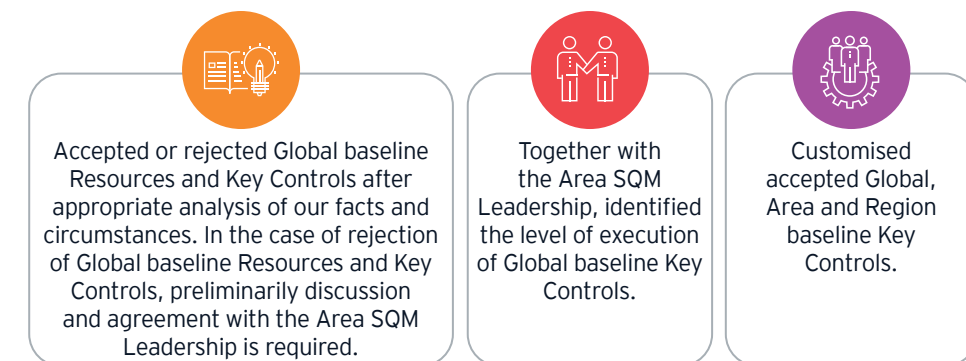 Accepted or rejected Global baseline
Resources and Key Controls after
appropriate analysis of our facts and
circumstances. In the case of rejection
of Global baseline Resources and Key
Controls, preliminarily discussion
and agreement with the Area SQM
Leadership is required.
Together with
the Area SQM
Leadership, identified
the level of execution
of Global baseline Key
Controls.
Customised
accepted Global,
Area and Region
baseline Key
Controls.